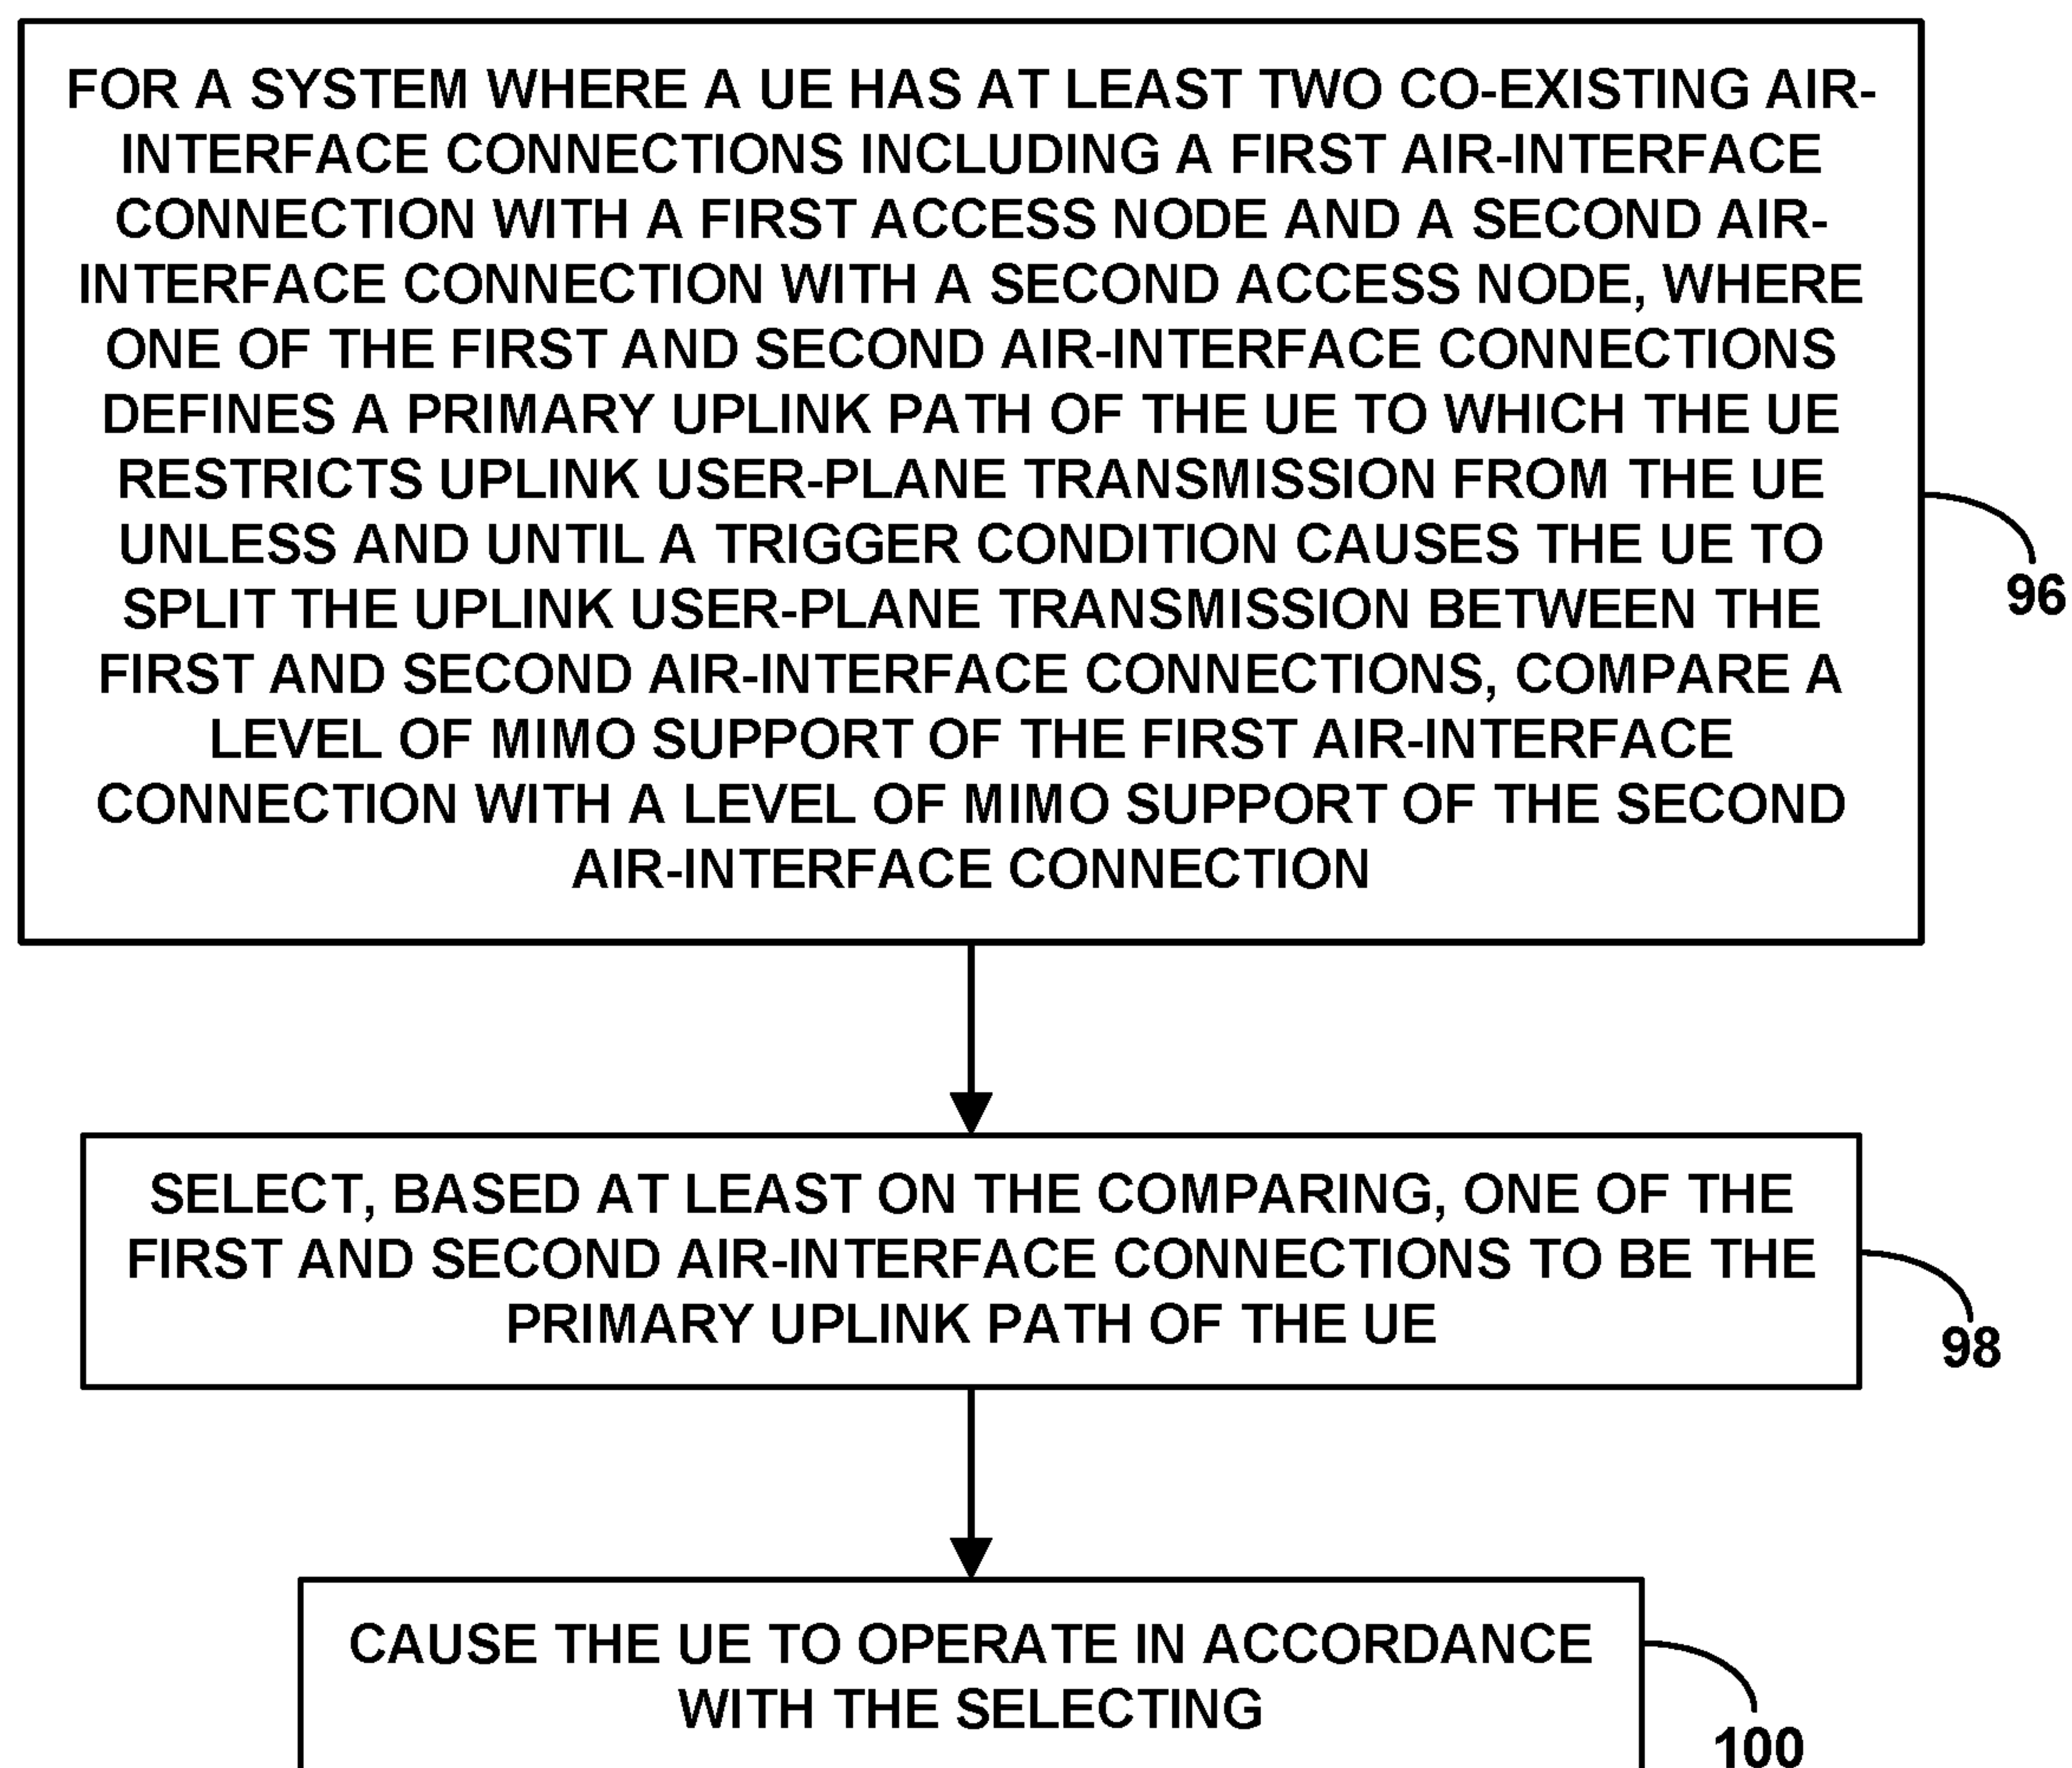 FOR A SYSTEM WHERE A UE HAS AT LEAST TWO CO-EXISTING AIR-
INTERFACE CONNECTIONS INCLUDING A FIRST AIR-INTERFACE
CONNECTION WITH A FIRST ACCESS NODE AND A SECOND AIR-
INTERFACE CONNECTION WITH A SECOND ACCESS NODE, WHERE
ONE OF THE FIRST AND SECOND AIR-INTERFACE CONNECTIONS
DEFINES A PRIMARY UPLINK PATH OF THE UE TO WHICH THE UE
RESTRICTS UPLINK USER-PLANE TRANSMISSION FROM THE UE
UNLESS AND UNTIL A TRIGGER CONDITION CAUSES THE UE TO
SPLIT THE UPLINK USER-PLANE TRANSMISSION BETWEEN THE
FIRST AND SECOND AIR-INTERFACE CONNECTIONS, COMPARE A
LEVEL OF MIMO SUPPORT OF THE FIRST AIR-INTERFACE
CONNECTION WITH A LEVEL OF MIMO SUPPORT OF THE SECOND
AIR-INTERFACE CONNECTION
96
SELECT, BASED AT LEAST ON THE COMPARING, ONE OF THE
FIRST AND SECOND AIR-INTERFACE CONNECTIONS TO BE THE
PRIMARY UPLINK PATH OF THE UE
98
CAUSE THE UE TO OPERATE IN ACCORDANCE
WITH THE SELECTING
100